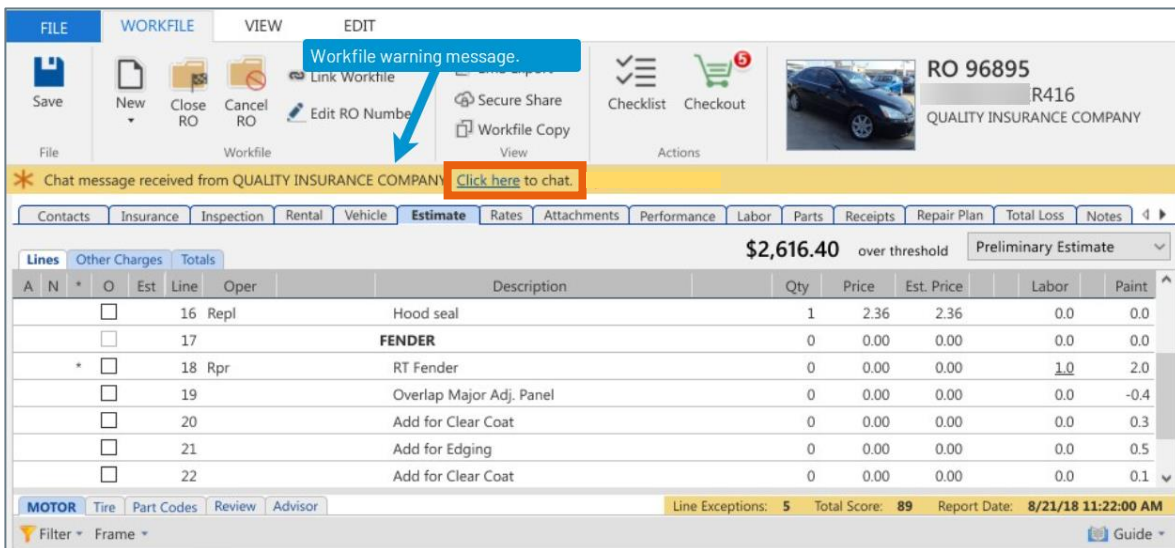 FILE WORKFILE VIEW EDIT
Workfile warning message.
Save New Close RO Cancel RO Link Workfile
Edit RO Number
Secure Share
Workfile Copy
Checklist Checkout 5
RO 96895
R416
QUALITY INSURANCE COMPANY
File Workfile View Actions
Chat message received from QUALITY INSURANCE COMPANY Click here to chat.
Contacts Insurance Inspection Rental Vehicle Estimate Rates Attachments Performance Labor Parts Receipts Repair Plan Total Loss Notes
$2,616.40 over threshold Preliminary Estimate
Lines Other Charges Totals
A N * O Est Line Oper Description Qty Price Est. Price Labor Paint
16 Repl Hood seal 1 2.36 2.36 0.0 0.0
17 FENDER 0 0.00 0.00 0.0 0.0
* 18 Rpr RT Fender 0 0.00 0.00 1.0 2.0
19 Overlap Major Adj. Panel 0 0.00 0.00 0.0 -0.4
20 Add for Clear Coat 0 0.00 0.00 0.0 0.3
21 Add for Edging 0 0.00 0.00 0.0 0.5
22 Add for Clear Coat 0 0.00 0.00 0.0 0.1
MOTOR Tire Part Codes Review Advisor Line Exceptions: 5 Total Score: 89 Report Date: 8/21/18 11:22:00 AM
Filter Frame Guide